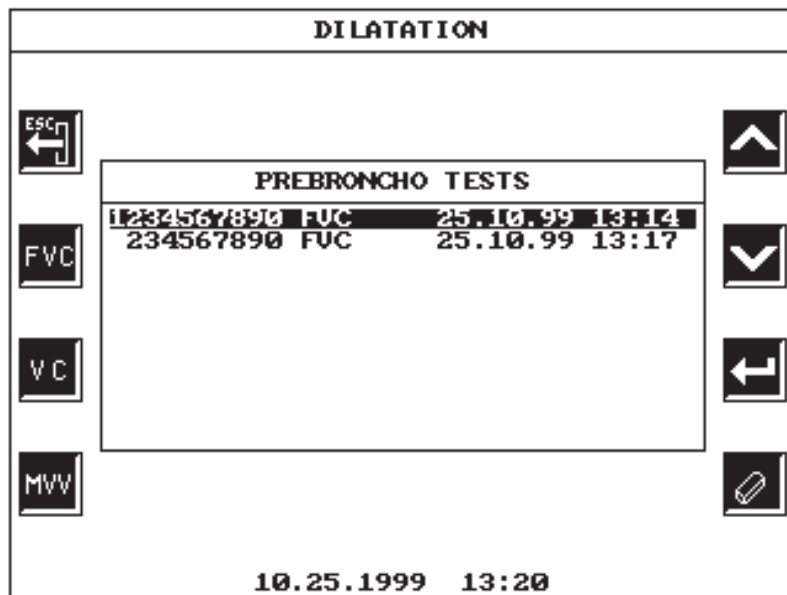 DILATATION
ESC
PREBRONCHO TESTS
1234567890 FVC 25.10.99 13:14
234567890 FVC 25.10.99 13:17
FVC
VC
MVV
10.25.1999 13:20